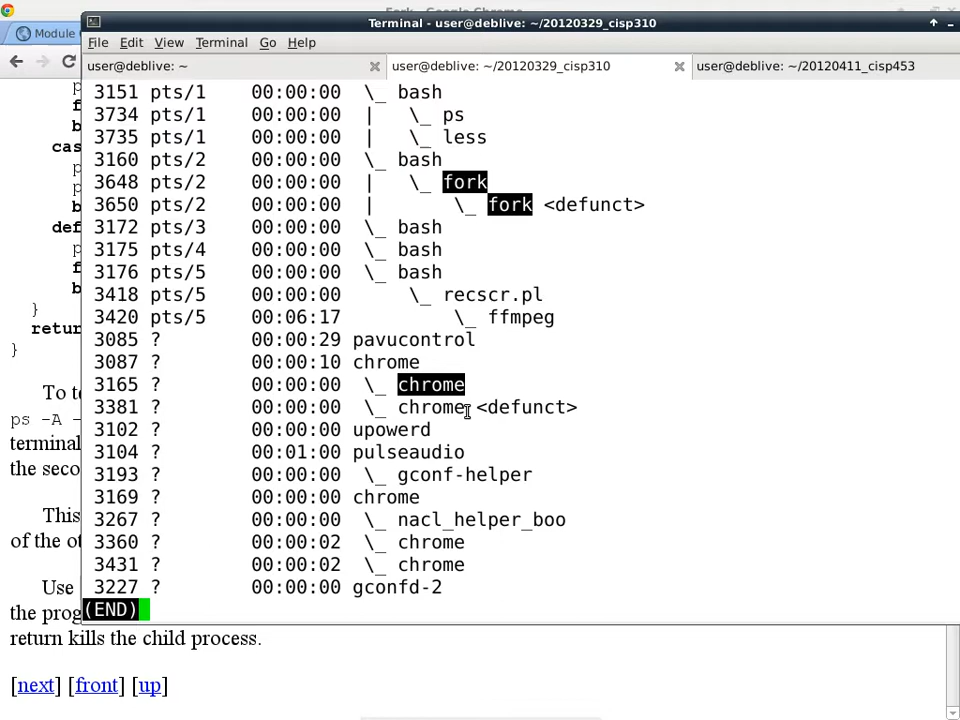 Fork - Google Chrome
Terminal - user@deblive: ~/20120329_cisp310
Module
File Edit View Terminal Go Help
user@deblive: ~
user@deblive: ~/20120329_cisp310
user@deblive: ~/20120411_cisp453
3151 pts/1 00:00:00 \_ bash
3734 pts/1 00:00:00 | \_ ps
3735 pts/1 00:00:00 | \_ less
3160 pts/2 00:00:00 \_ bash
3648 pts/2 00:00:00 | \_ fork
3650 pts/2 00:00:00 | \_ fork <defunct>
3172 pts/3 00:00:00 \_ bash
3175 pts/4 00:00:00 \_ bash
3176 pts/5 00:00:00 \_ bash
3418 pts/5 00:00:00 \_ recscr.pl
3420 pts/5 00:06:17 \_ ffmpeg
3085 ? 00:00:29 pavucontrol
3087 ? 00:00:10 chrome
3165 ? 00:00:00 \_ chrome
3381 ? 00:00:00 \_ chrome <defunct>
3102 ? 00:00:00 upowerd
3104 ? 00:01:00 pulseaudio
3193 ? 00:00:00 \_ gconf-helper
3169 ? 00:00:00 chrome
3267 ? 00:00:00 \_ nacl_helper_boo
3360 ? 00:00:02 \_ chrome
3431 ? 00:00:02 \_ chrome
3227 ? 00:00:00 gconfd-2
(END)
p
f
b
cas
p
p
b
def
p
f
b
}
retur
}
To te
ps -A -
terminal
the seco
This
of the ot
Use
the prog
return kills the child process.
[next] [front] [up]